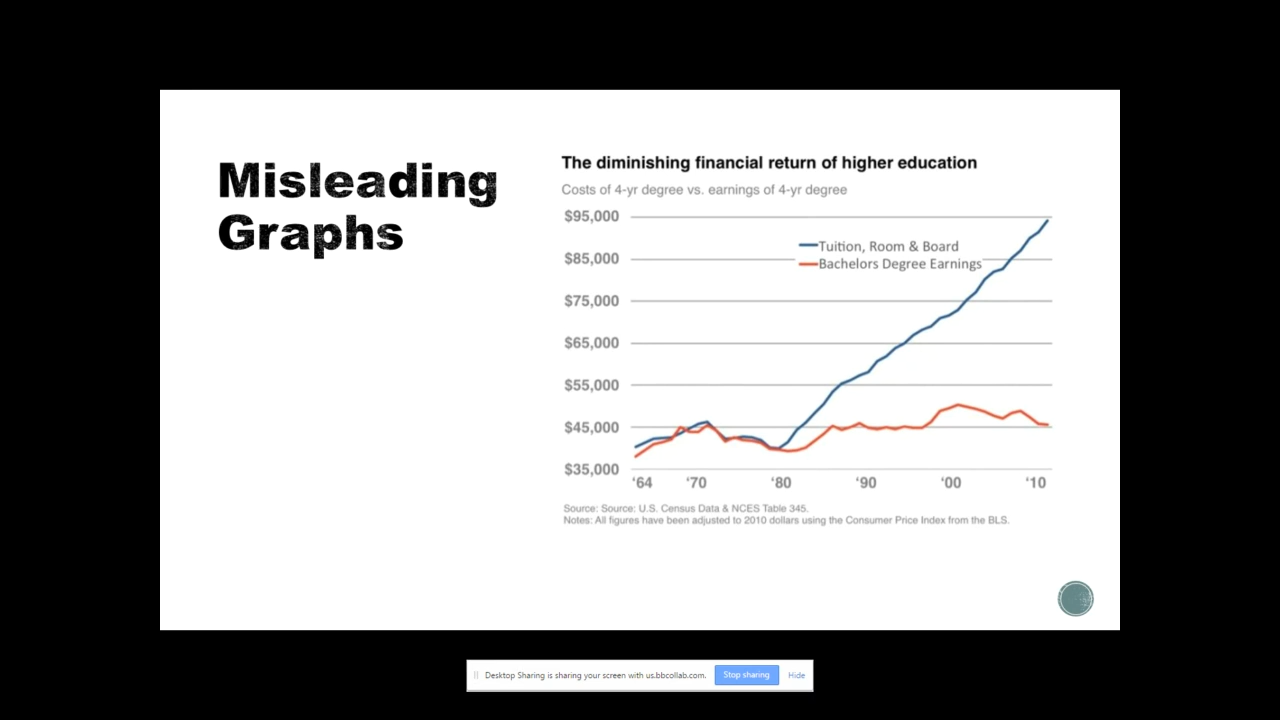 Misleading
Graphs
The diminishing financial return of higher education
Costs of 4-yr degree vs. earnings of 4-yr degree
$95,000
$85,000
$75,000
$65,000
$55,000
$45,000
$35,000
Tuition, Room & Board
Bachelors Degree Earnings
‘64 ‘70 ‘80 ‘90 ‘00 ‘10
Source: Source: U.S. Census Data & NCES Table 345.
Notes: All figures have been adjusted to 2010 dollars using the Consumer Price Index from the BLS.
Desktop Sharing is sharing your screen with us.bbcollab.com. Stop sharing Hide